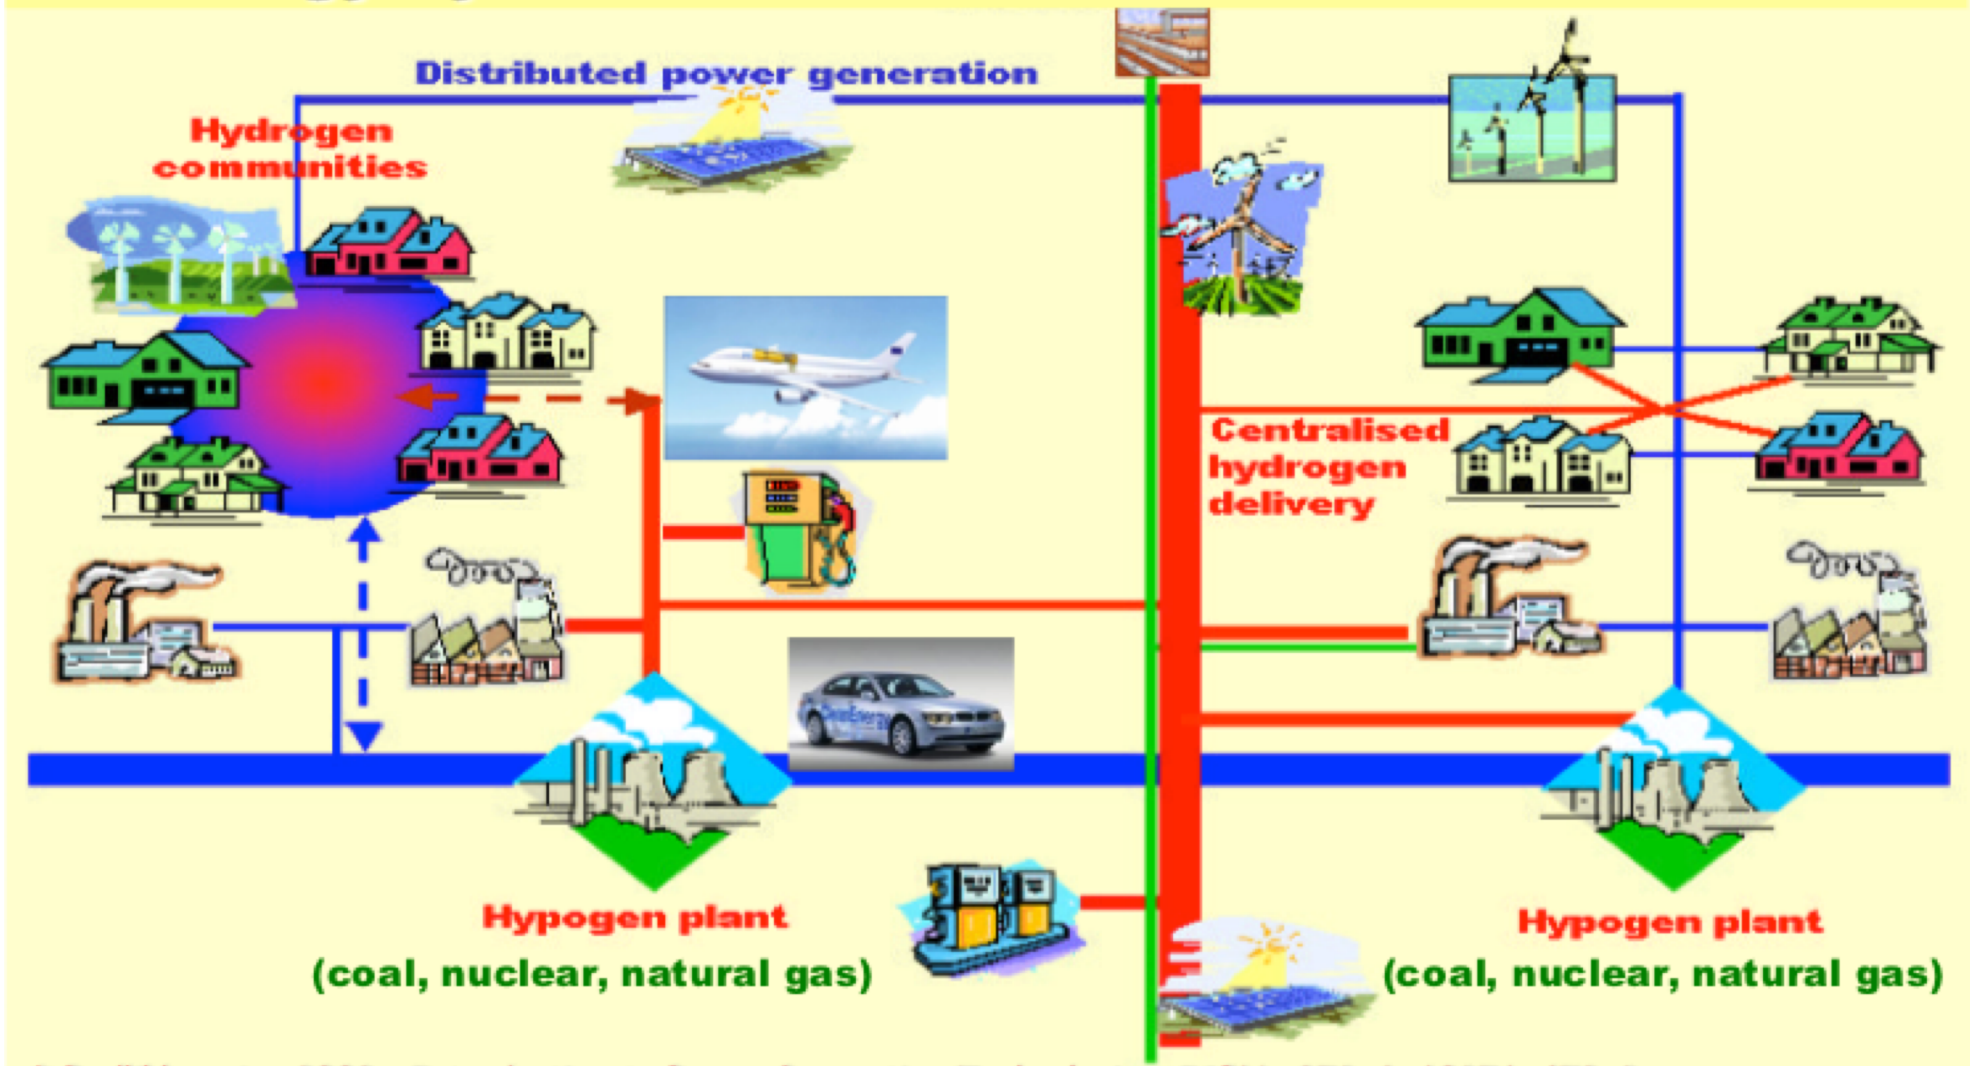 Distributed power generation
Hydrogen
communities
Centralised
hydrogen
delivery
CleanEnergy
Hypogen plant
(coal, nuclear, natural gas)
Hypogen plant
(coal, nuclear, natural gas)